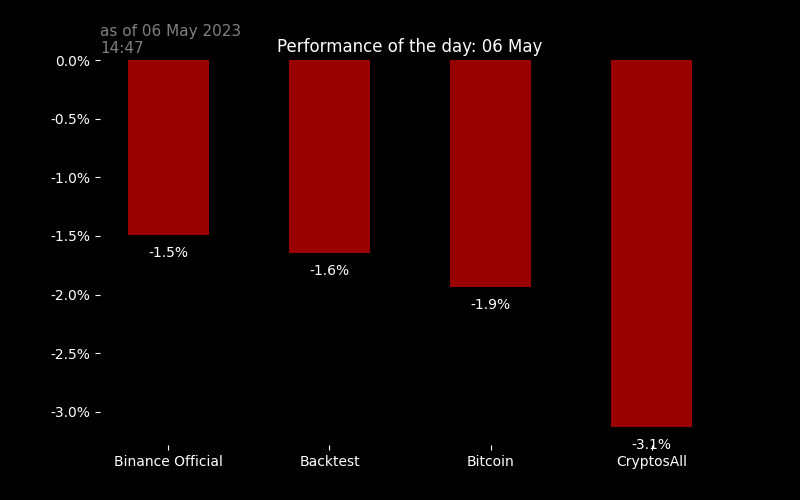 as of 06 May 2023
14:47
Performance of the day: 06 May
0.0%
-0.5%
-1.0%
-1.5%
-2.0%
-2.5%
-3.0%
-1.5%
-1.6%
-1.9%
-3.1%
Binance Official
Backtest
Bitcoin
CryptosAll